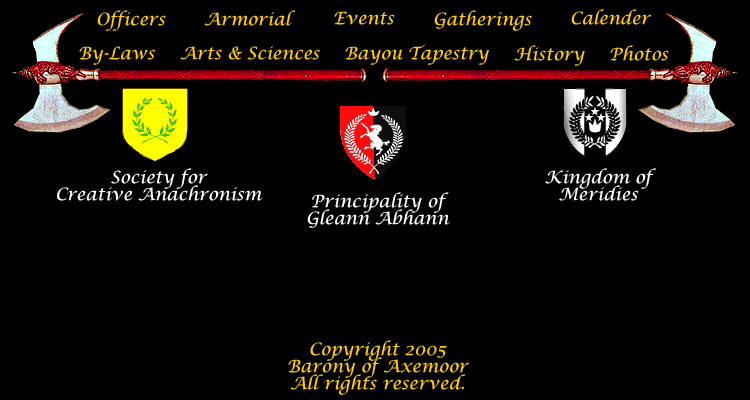 Officers Armorial Events Gatherings Calender
By-Laws Arts & Sciences Bayou Tapestry History Photos
Society for
Creative Anachronism
Principality of
Gleann Abhann
Kingdom of
Meridies
Copyright 2005
Barony of Axemoor
All rights reserved.